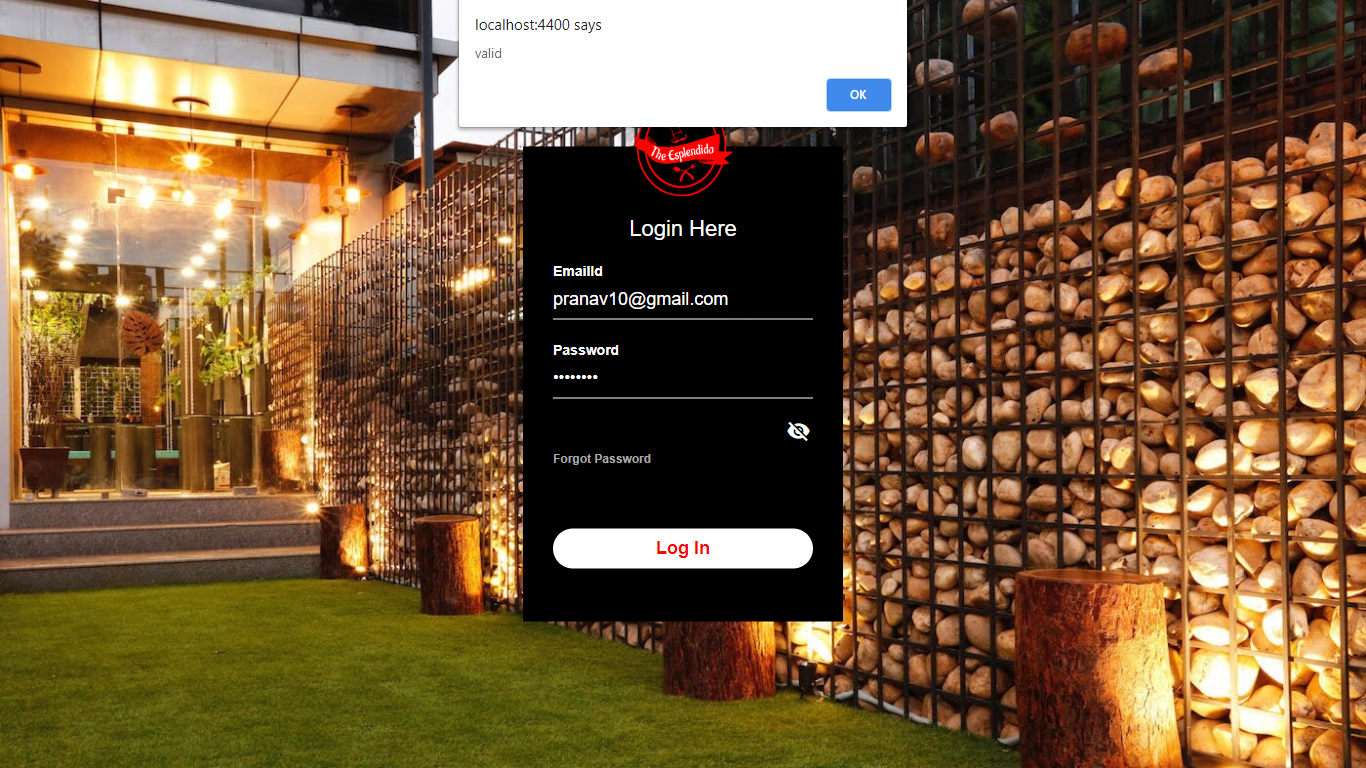 localhost:4400 says
valid
OK
The Esplendido
Login Here
EmailId
pranav10@gmail.com
Password
••••••••
Forgot Password
Log In